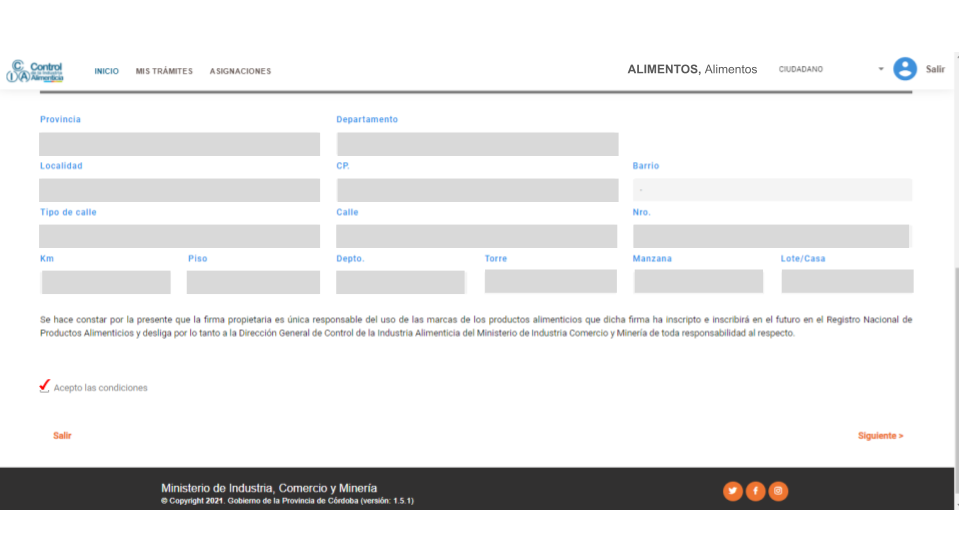 Control
de la Industria
Alimenticia
INICIO MIS TRÁMITES ASIGNACIONES ALIMENTOS, Alimentos CIUDADANO Salir
Provincia Departamento
Localidad CP. Barrio
-
Tipo de calle Calle Nro.
Km Piso Depto. Torre Manzana Lote/Casa
Se hace constar por la presente que la firma propietaria es única responsable del uso de las marcas de los productos alimenticios que dicha firma ha inscripto e inscribirá en el futuro en el Registro Nacional de
Productos Alimenticios y desliga por lo tanto a la Dirección General de Control de la Industria Alimenticia del Ministerio de Industria Comercio y Minería de toda responsabilidad al respecto.
Acepto las condiciones
Salir Siguiente >
Ministerio de Industria, Comercio y Minería
© Copyright 2021. Gobierno de la Provincia de Córdoba (versión: 1.5.1)